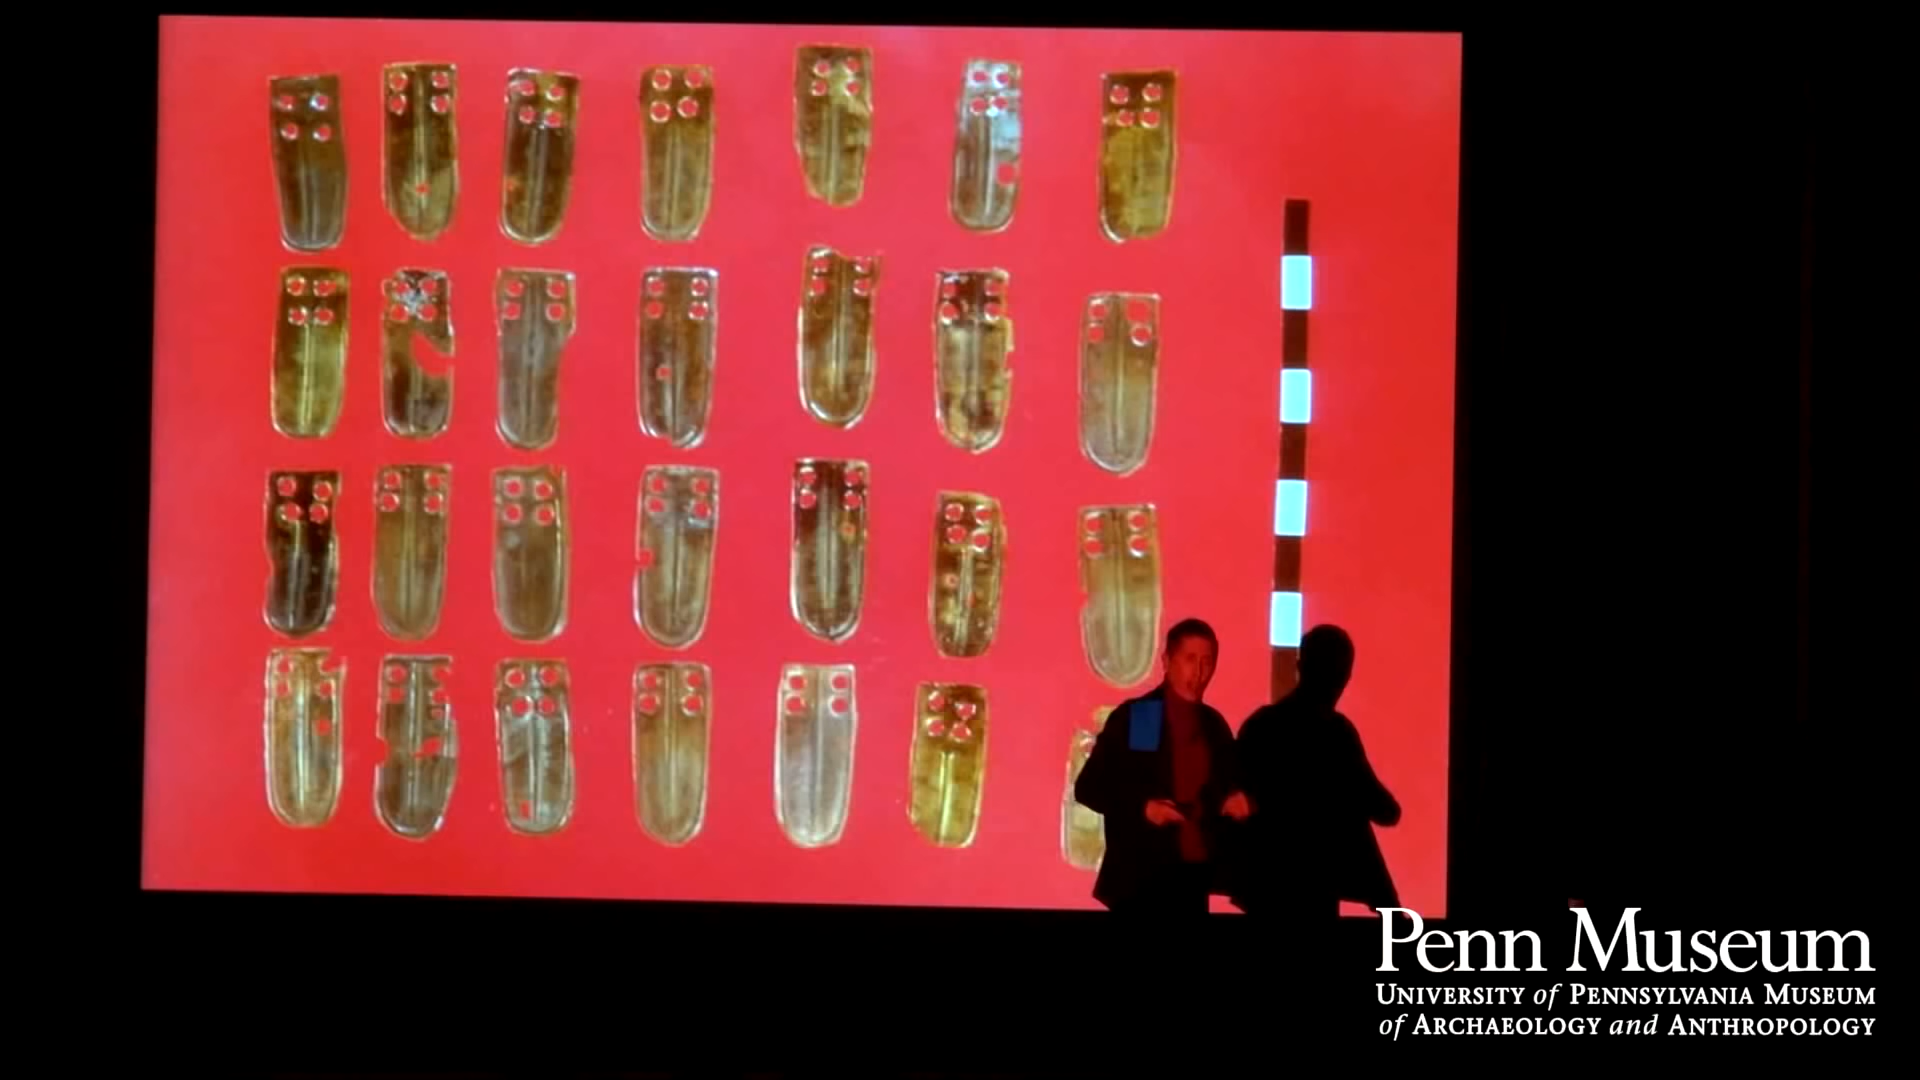 Penn Museum
UNIVERSITY of PENNSYLVANIA MUSEUM
of ARCHAEOLOGY and ANTHROPOLOGY